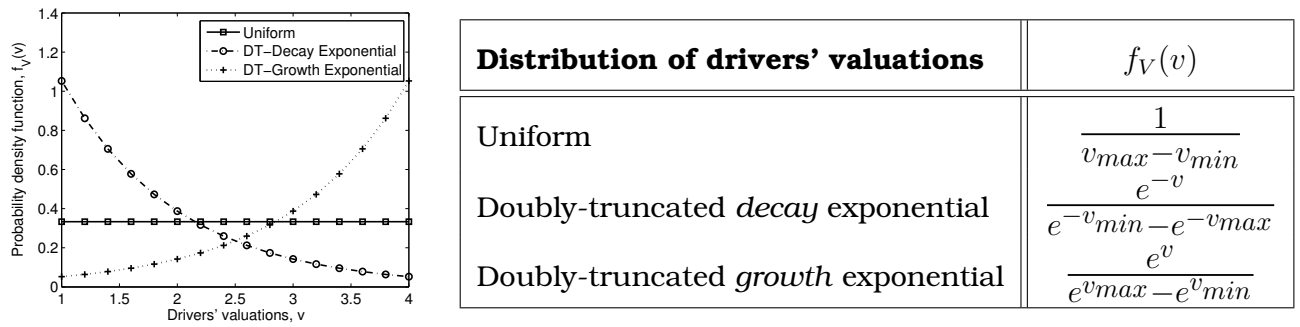 1.4
1.2
1
0.8
0.6
0.4
0.2
0
1 1.5 2 2.5 3 3.5 4
Probability density function, f_V(v)
Drivers' valuations, v
Uniform
DT−Decay Exponential
DT−Growth Exponential
Distribution of drivers' valuations f_V(v)
Uniform 1 / (v_max−v_min)
Doubly-truncated decay exponential e^−v / (e^−v_min−e^−v_max)
Doubly-truncated growth exponential e^v / (e^v_max−e^v_min)